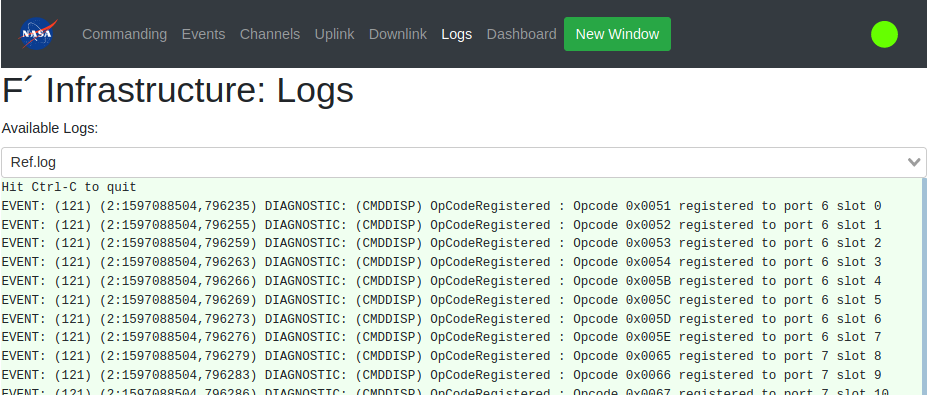 NASA Commanding Events Channels Uplink Downlink Logs Dashboard New Window
F´ Infrastructure: Logs
Available Logs:
Ref.log
Hit Ctrl-C to quit
EVENT: (121) (2:1597088504,796235) DIAGNOSTIC: (CMDDISP) OpCodeRegistered : Opcode 0x0051 registered to port 6 slot 0
EVENT: (121) (2:1597088504,796255) DIAGNOSTIC: (CMDDISP) OpCodeRegistered : Opcode 0x0052 registered to port 6 slot 1
EVENT: (121) (2:1597088504,796259) DIAGNOSTIC: (CMDDISP) OpCodeRegistered : Opcode 0x0053 registered to port 6 slot 2
EVENT: (121) (2:1597088504,796263) DIAGNOSTIC: (CMDDISP) OpCodeRegistered : Opcode 0x0054 registered to port 6 slot 3
EVENT: (121) (2:1597088504,796266) DIAGNOSTIC: (CMDDISP) OpCodeRegistered : Opcode 0x005B registered to port 6 slot 4
EVENT: (121) (2:1597088504,796269) DIAGNOSTIC: (CMDDISP) OpCodeRegistered : Opcode 0x005C registered to port 6 slot 5
EVENT: (121) (2:1597088504,796273) DIAGNOSTIC: (CMDDISP) OpCodeRegistered : Opcode 0x005D registered to port 6 slot 6
EVENT: (121) (2:1597088504,796276) DIAGNOSTIC: (CMDDISP) OpCodeRegistered : Opcode 0x005E registered to port 6 slot 7
EVENT: (121) (2:1597088504,796279) DIAGNOSTIC: (CMDDISP) OpCodeRegistered : Opcode 0x0065 registered to port 7 slot 8
EVENT: (121) (2:1597088504,796283) DIAGNOSTIC: (CMDDISP) OpCodeRegistered : Opcode 0x0066 registered to port 7 slot 9
EVENT: (121) (2:1597088504,796286) DIAGNOSTIC: (CMDDISP) OpCodeRegistered : Opcode 0x0067 registered to port 7 slot 10